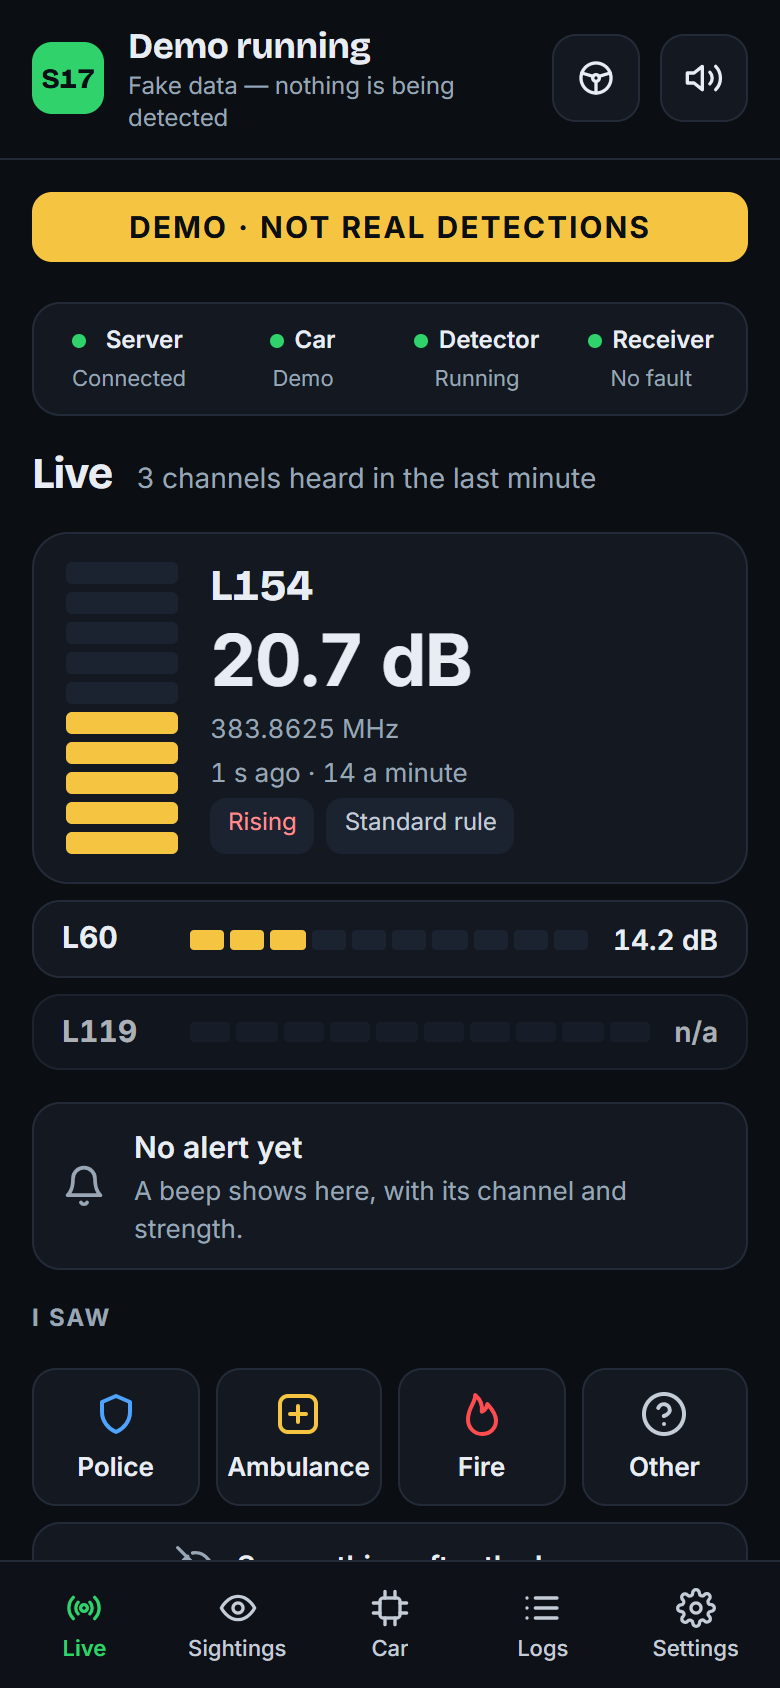 S17
Demo running
Fake data — nothing is being
detected
DEMO · NOT REAL DETECTIONS
Server
Connected
Car
Demo
Detector
Running
Receiver
No fault
Live 3 channels heard in the last minute
L154
20.7 dB
383.8625 MHz
1 s ago · 14 a minute
Rising Standard rule
L60 14.2 dB
L119 n/a
No alert yet
A beep shows here, with its channel and
strength.
I SAW
Police Ambulance Fire Other
Live Sightings Car Logs Settings